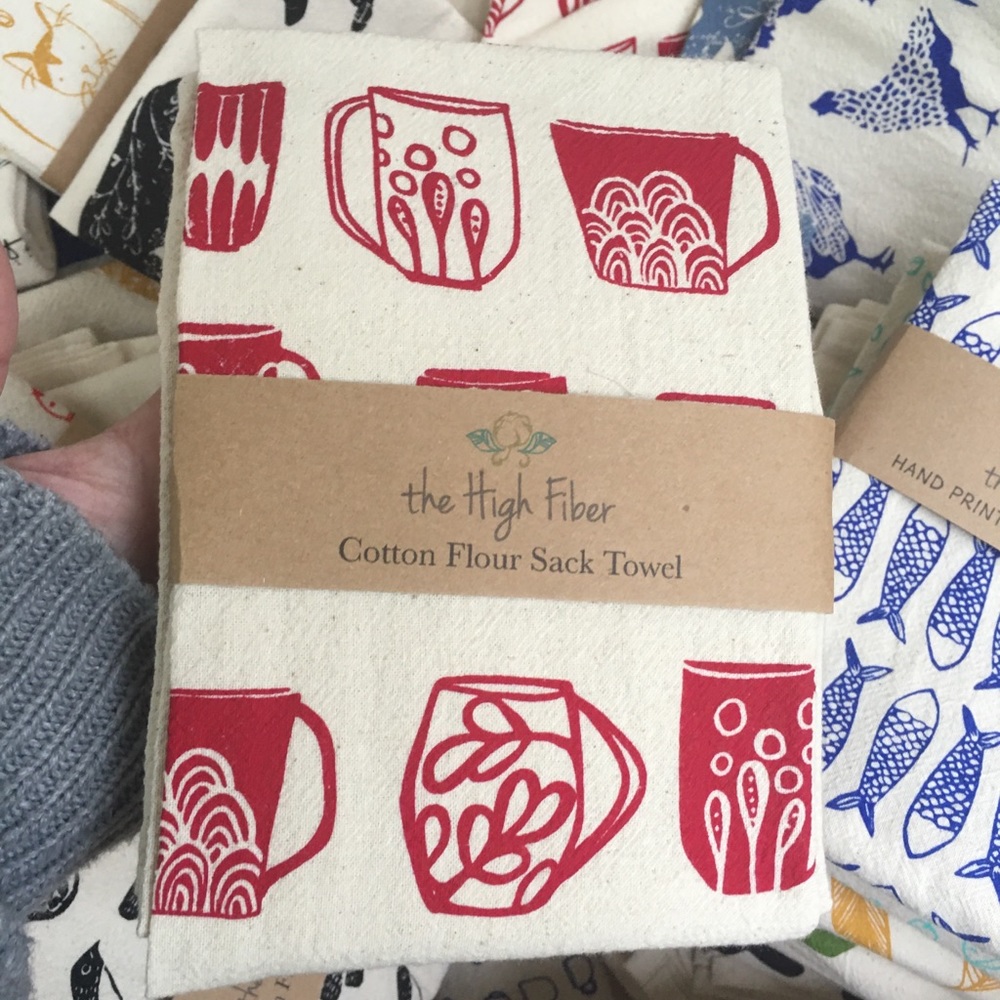 the High Fiber
Cotton Flour Sack Towel
HAND PRINT